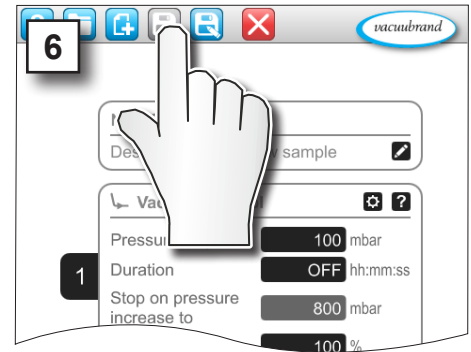 6
vacuubrand
Des
sample
Vac
?
Pressu
100 mbar
1
Duration
OFF hh:mm:ss
Stop on pressure
increase to
800 mbar
100 %